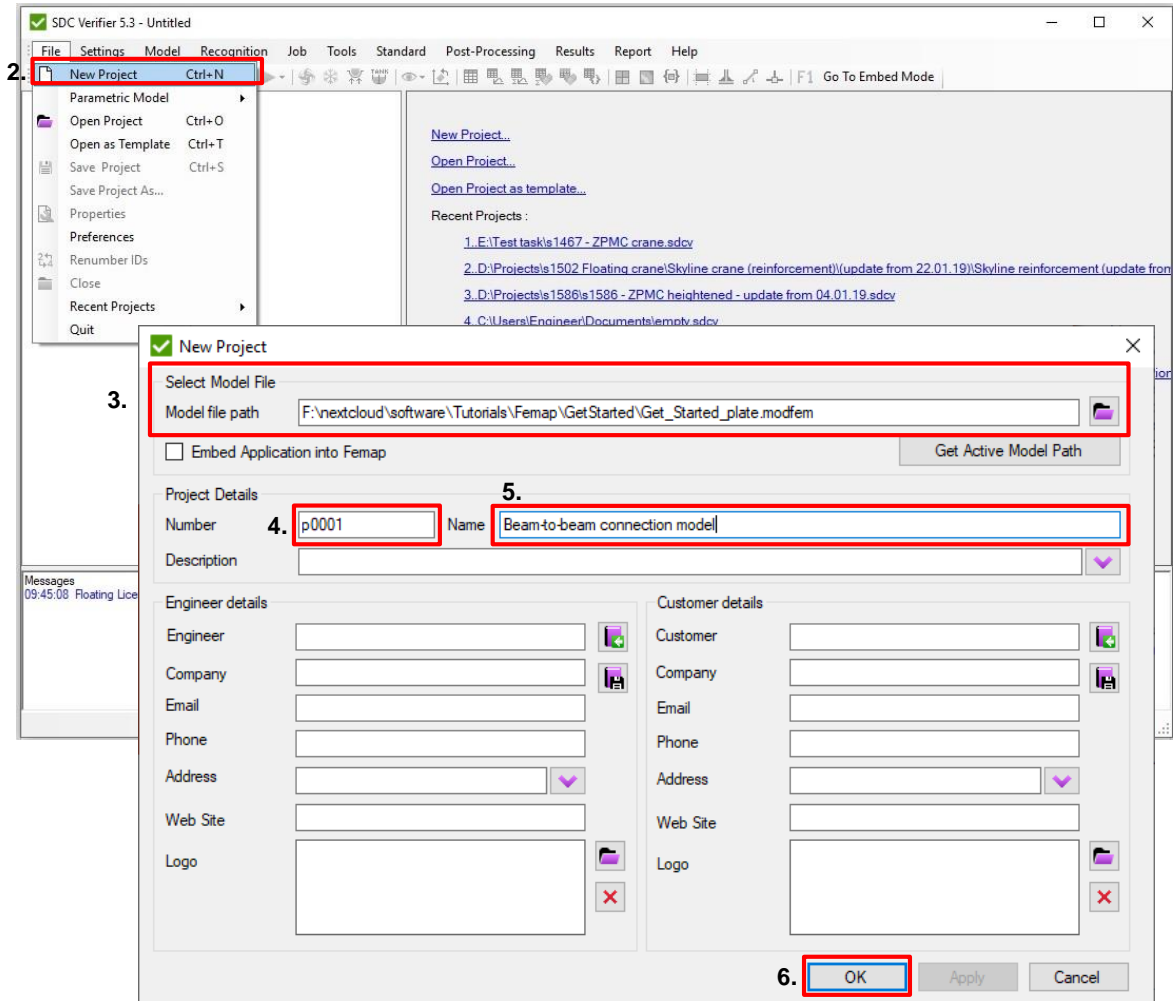 SDC Verifier 5.3 - Untitled
File Settings Model Recognition Job Tools Standard Post-Processing Results Report Help
2.
New Project Ctrl+N
F1 Go To Embed Mode
Parametric Model
Open Project Ctrl+O
Open as Template Ctrl+T
Save Project Ctrl+S
Save Project As...
Properties
Preferences
Renumber IDs
Close
Recent Projects
Quit
New Project...
Open Project...
Open Project as template...
Recent Projects :
1..E:\Test task\s1467 - ZPMC crane.sdcv
2..D:\Projects\s1502 Floating crane\Skyline crane (reinforcement)\(update from 22.01.19)\Skyline reinforcement (update from
3..D:\Projects\s1586\s1586 - ZPMC heightened - update from 04.01.19.sdcv
4..C:\Users\Engineer\Documents\empty.sdcv
Messages
09:45:08 Floating Lice
New Project
3.
Select Model File
Model file path F:\nextcloud\software\Tutorials\Femap\GetStarted\Get_Started_plate.modfem
Embed Application into Femap Get Active Model Path
Project Details
5.
Number 4. p0001 Name Beam-to-beam connection model
Description
Engineer details
Engineer
Company
Email
Phone
Address
Web Site
Logo
Customer details
Customer
Company
Email
Phone
Address
Web Site
Logo
6. OK Apply Cancel